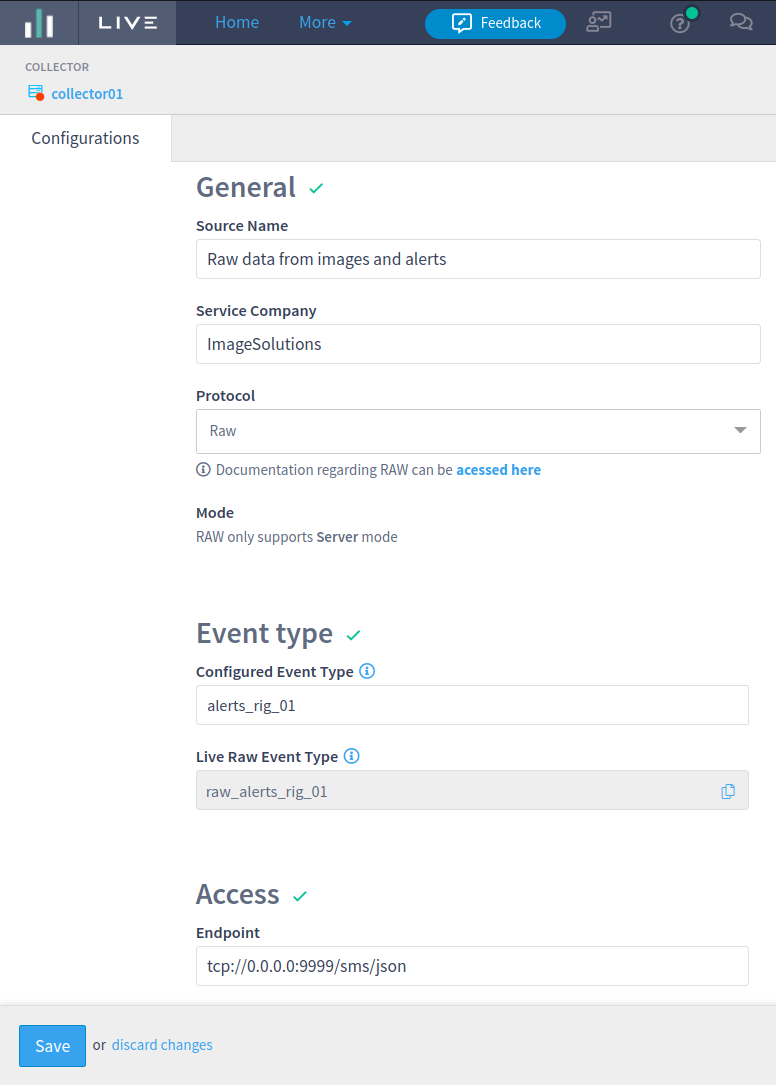 LIVE Home More Feedback
COLLECTOR
collector01
Configurations
General
Source Name
Raw data from images and alerts
Service Company
ImageSolutions
Protocol
Raw
Documentation regarding RAW can be acessed here
Mode
RAW only supports Server mode
Event type
Configured Event Type
alerts_rig_01
Live Raw Event Type
raw_alerts_rig_01
Access
Endpoint
tcp://0.0.0.0:9999/sms/json
Save or discard changes